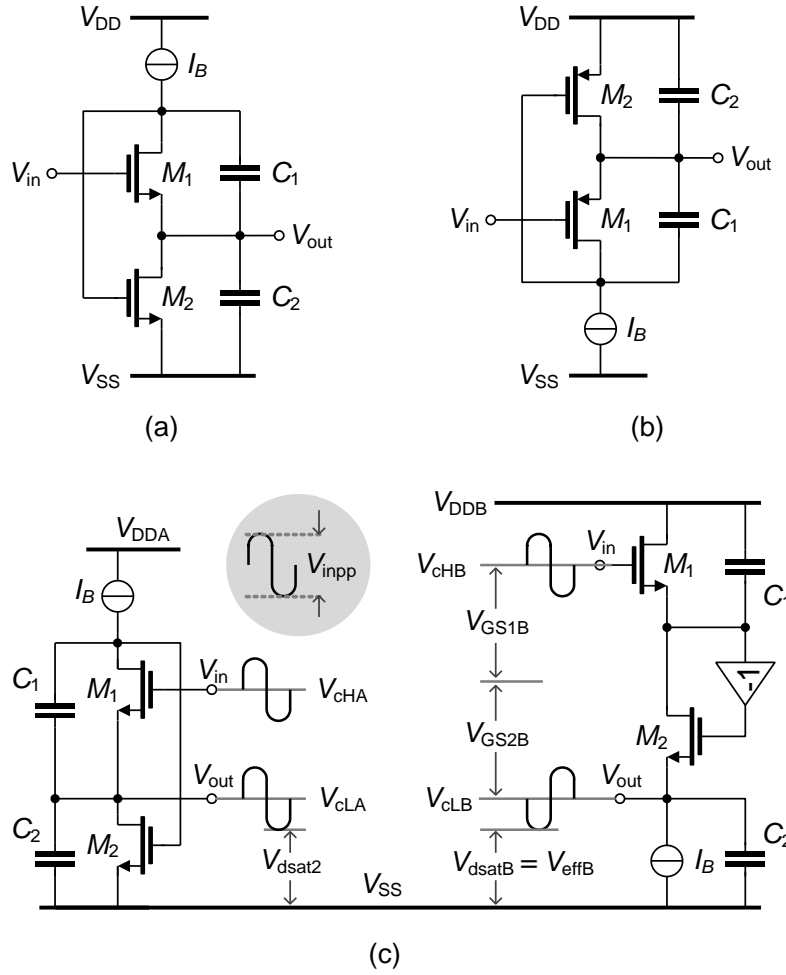 VDD
IB
Vin
M1
C1
Vout
M2
C2
VSS
(a)
VDD
M2
C2
Vout
Vin
M1
C1
IB
VSS
(b)
VDDA
IB
Vinpp
C1
M1
Vin
VcHA
Vout
VcLA
C2
M2
Vdsat2
VSS
VDDB
VcHB
Vin
M1
C1
VGS1B
-1
VGS2B
M2
Vout
VcLB
VdsatB = VeffB
IB
C2
(c)